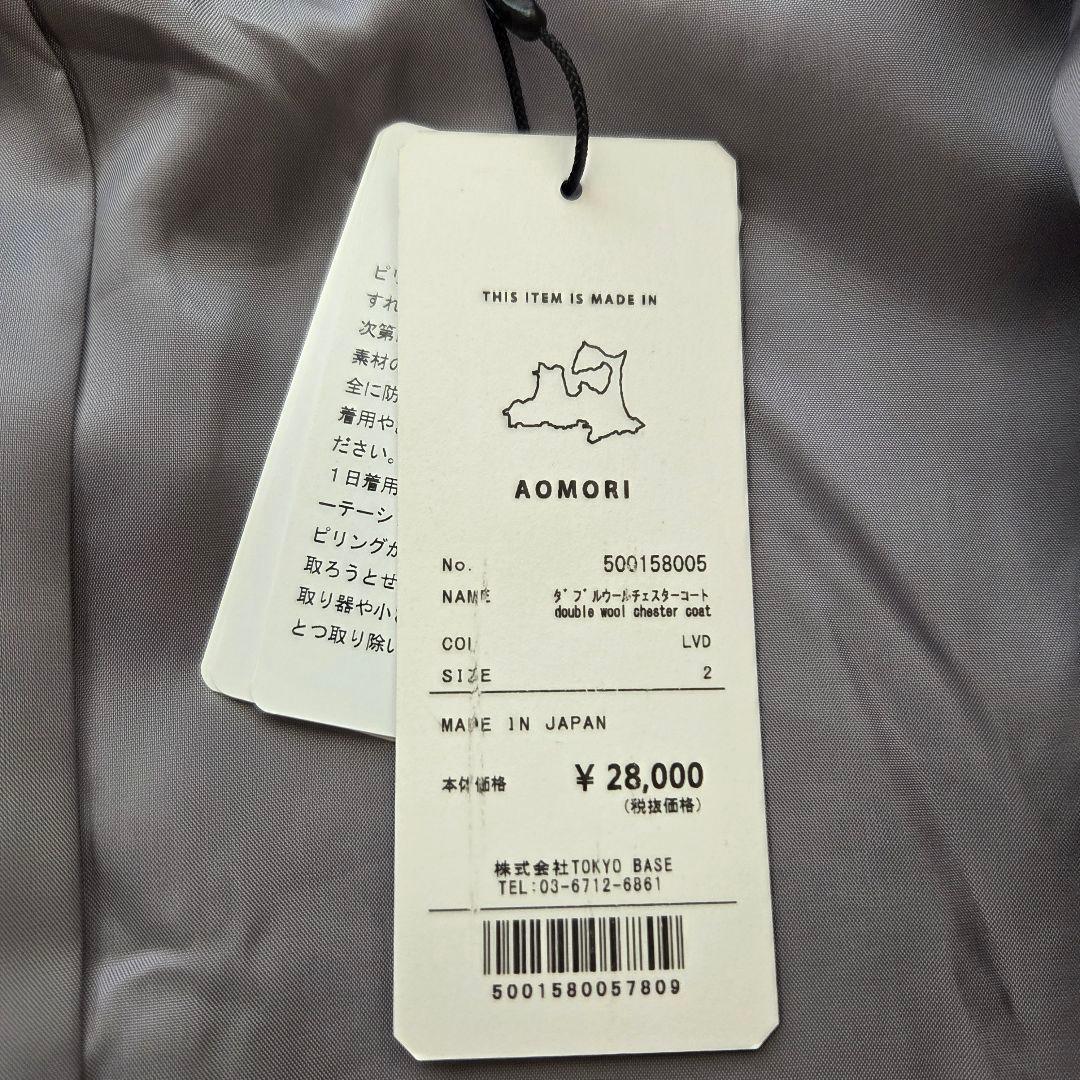 THIS ITEM IS MADE IN
AOMORI
No. 500158005
NAME ダブルウールチェスターコート
double wool chester coat
COL LVD
SIZE 2
MADE IN JAPAN
本体価格 ¥ 28,000
(税抜価格)
株式会社TOKYO BASE
TEL:03-6712-6861
5001580057809
ピリ
すれ
次第
素材の
全に防
着用や
ださい。
1日着用
ーテーシ
ピリングが
取ろうとせ
取り器や小
とつ取り除い